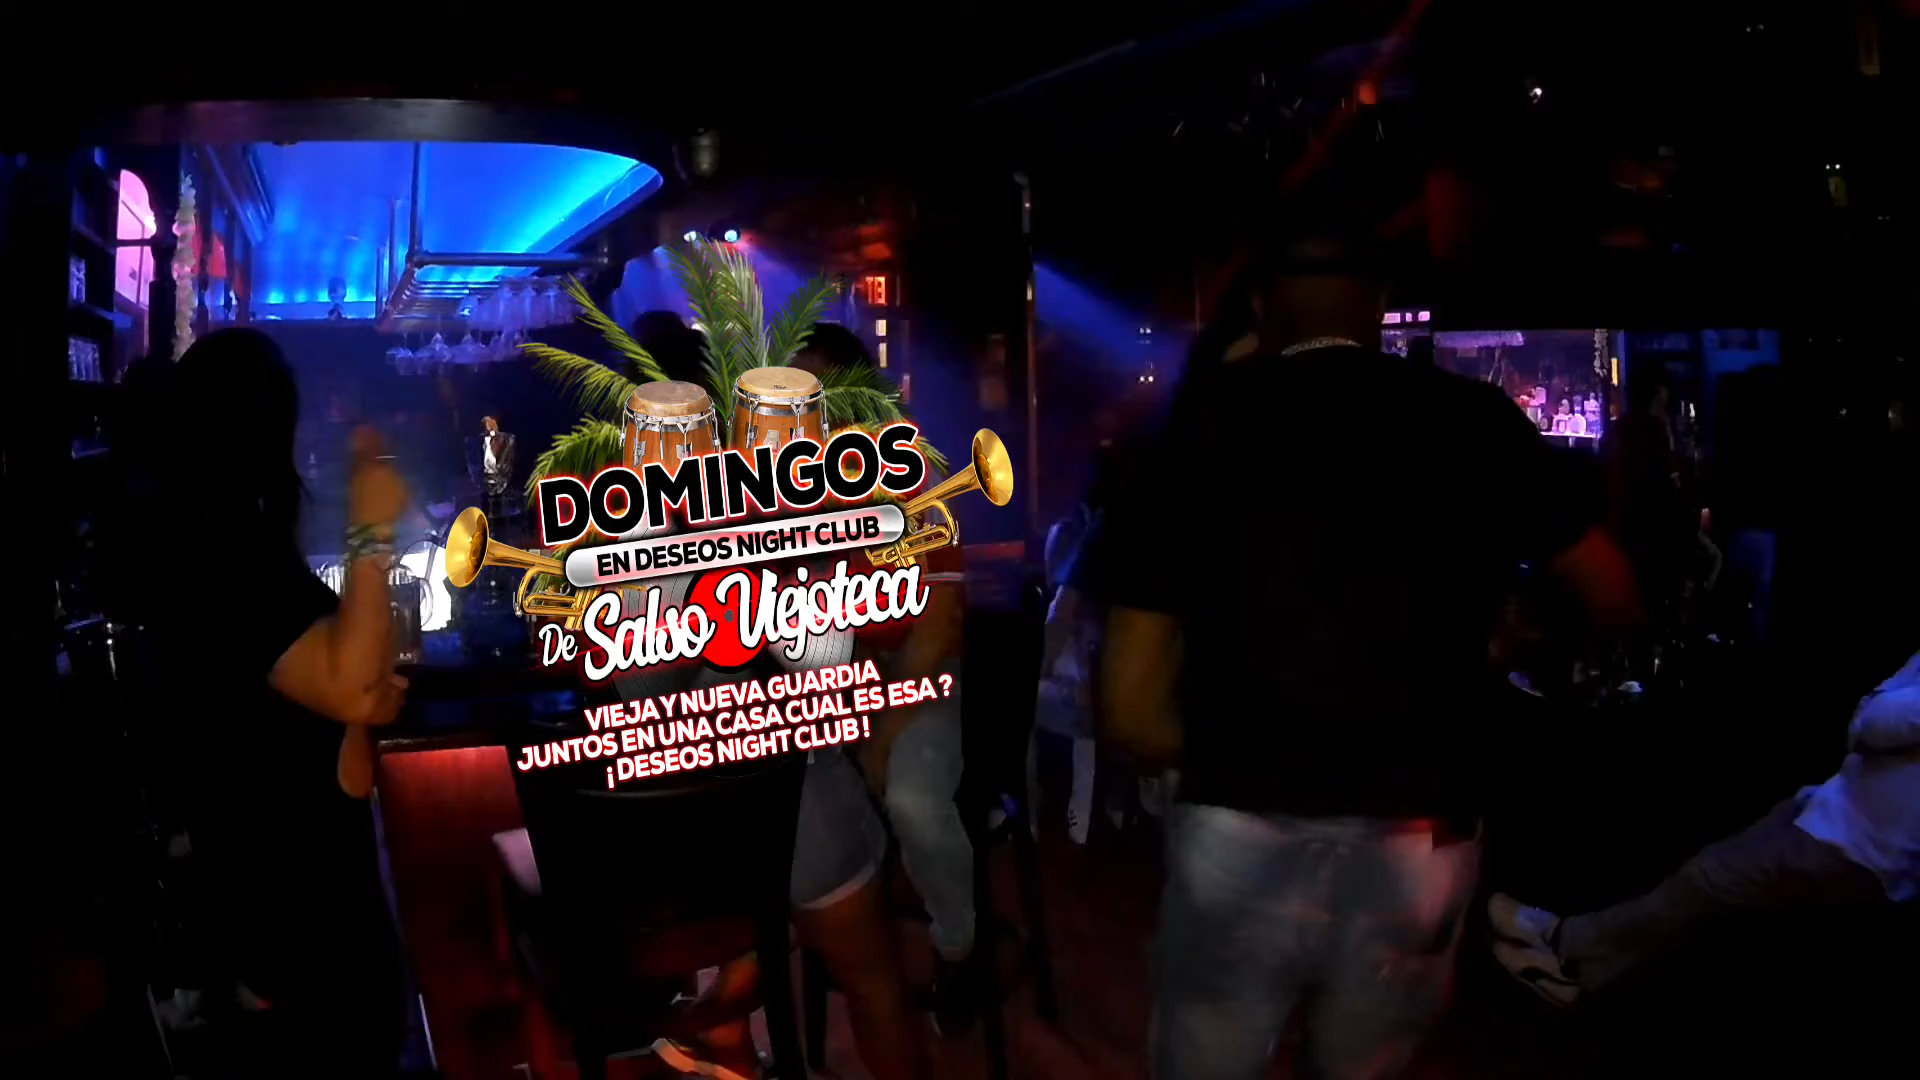 DOMINGOS
EN DESEOS NIGHT CLUB
De Salso Viejoteca
VIEJA Y NUEVA GUARDIA
JUNTOS EN UNA CASA CUAL ES ESA ?
¡ DESEOS NIGHT CLUB !